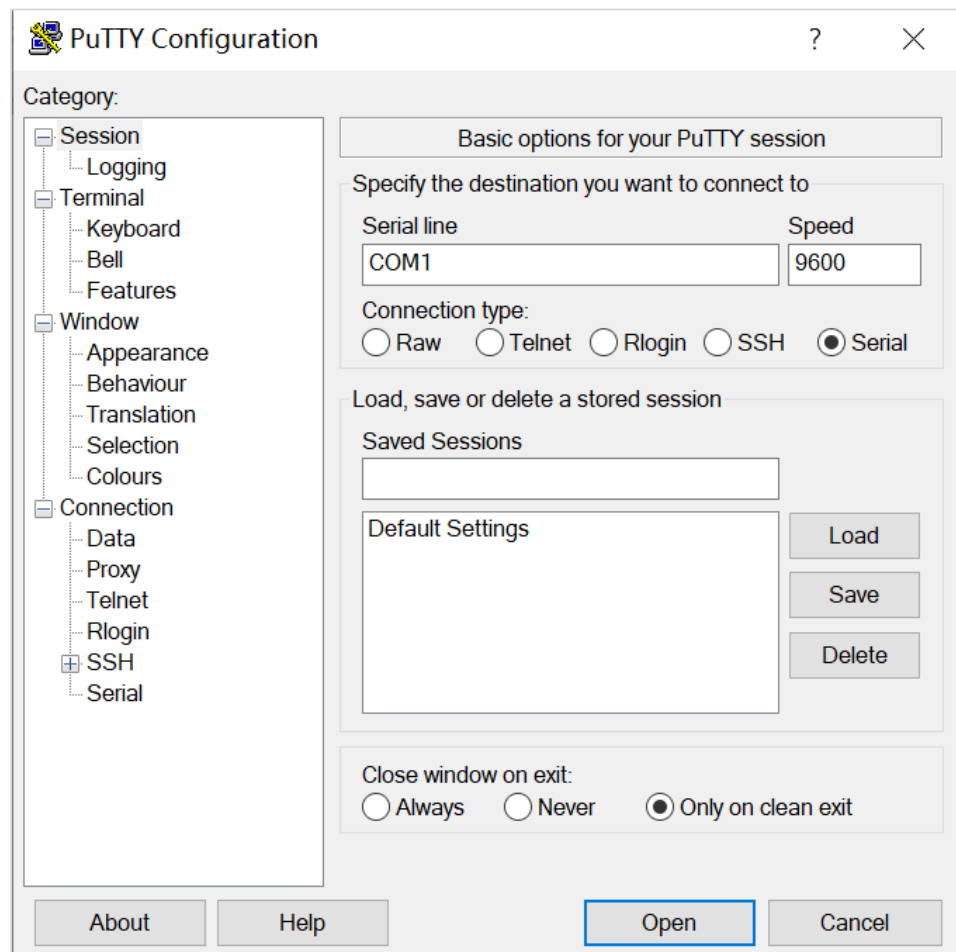 PuTTY Configuration
?
Category:
Session
Logging
Terminal
Keyboard
Bell
Features
Window
Appearance
Behaviour
Translation
Selection
Colours
Connection
Data
Proxy
Telnet
Rlogin
SSH
Serial
Basic options for your PuTTY session
Specify the destination you want to connect to
Serial line Speed
COM1 9600
Connection type:
Raw Telnet Rlogin SSH Serial
Load, save or delete a stored session
Saved Sessions
Default Settings
Load
Save
Delete
Close window on exit:
Always Never Only on clean exit
About Help Open Cancel